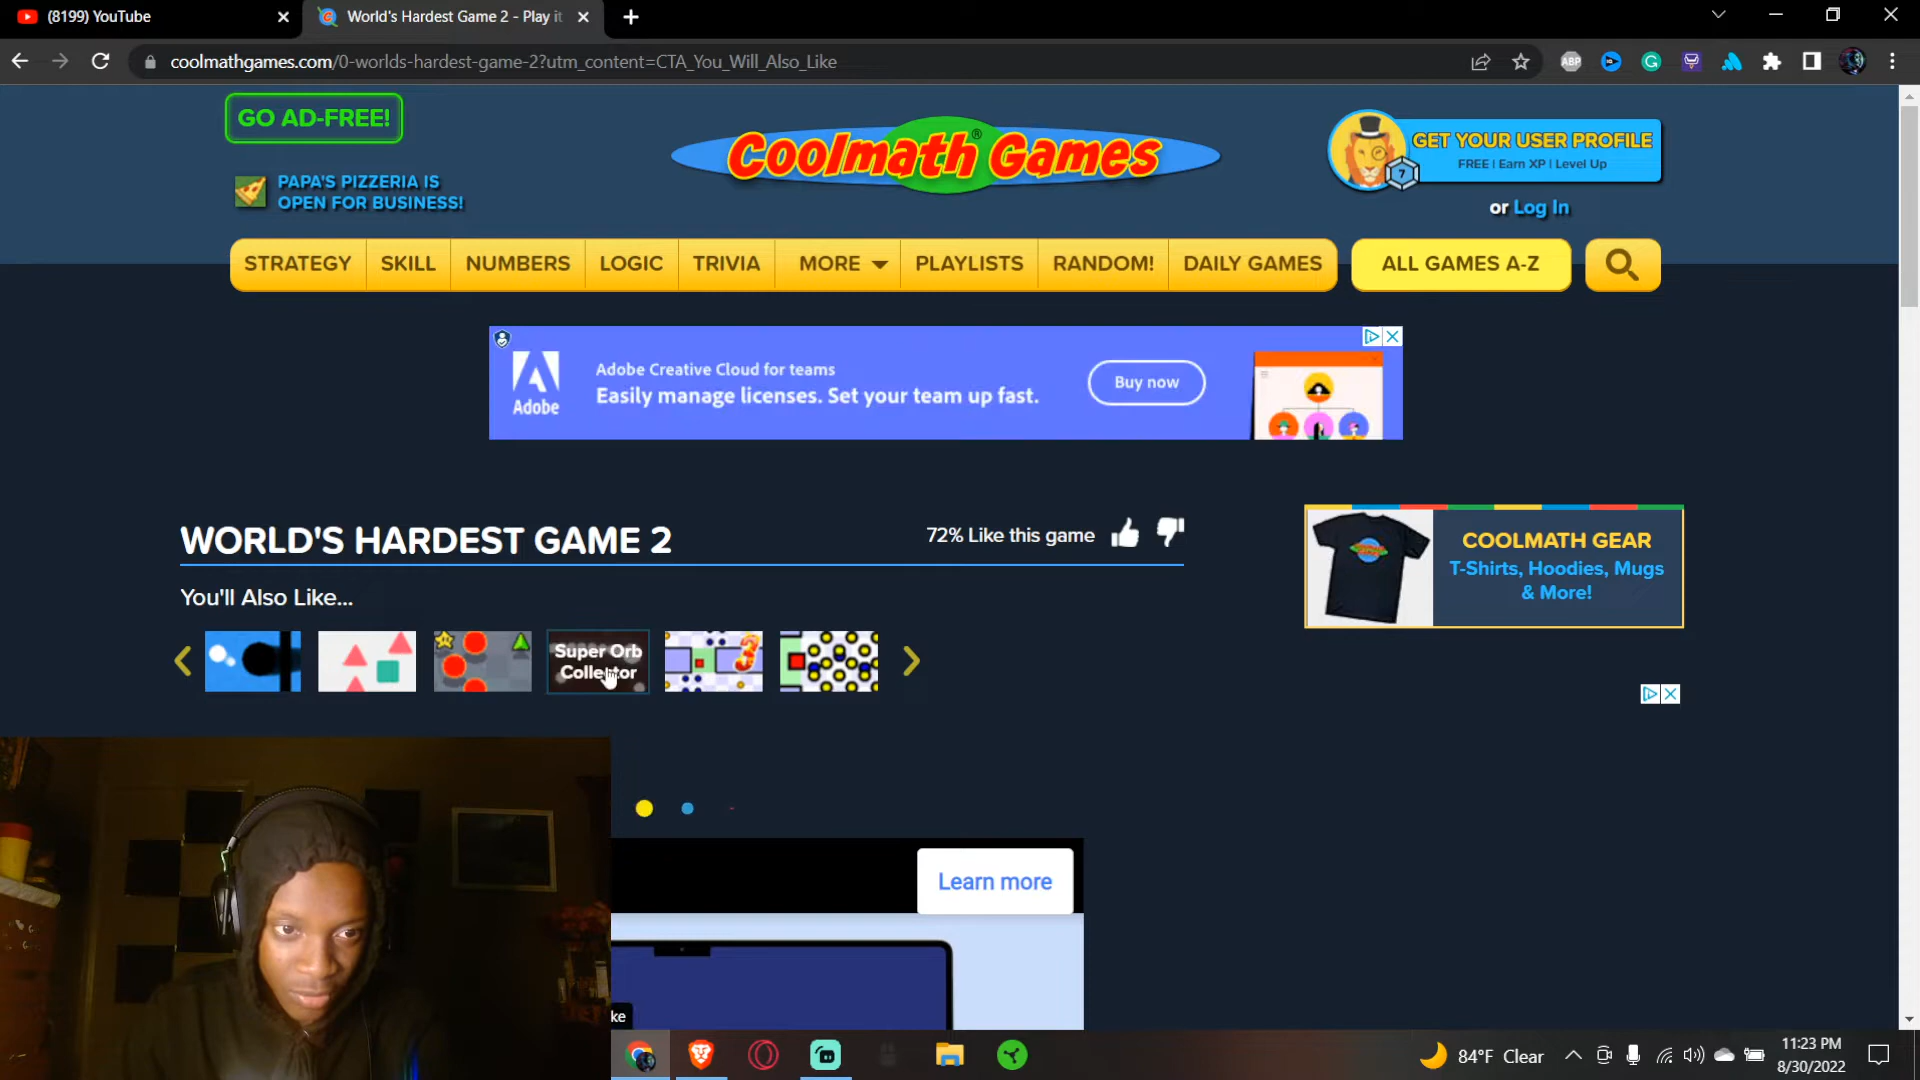 (8199) YouTube
World's Hardest Game 2 - Play it
coolmathgames.com/0-worlds-hardest-game-2?utm_content=CTA_You_Will_Also_Like
ABP
GO AD-FREE!
PAPA'S PIZZERIA IS
OPEN FOR BUSINESS!
Coolmath® Games
GET YOUR USER PROFILE
FREE | Earn XP | Level Up
7
or Log In
STRATEGY
SKILL
NUMBERS
LOGIC
TRIVIA
MORE
PLAYLISTS
RANDOM!
DAILY GAMES
ALL GAMES A-Z
Adobe
Adobe Creative Cloud for teams
Easily manage licenses. Set your team up fast.
Buy now
WORLD'S HARDEST GAME 2
72% Like this game
COOLMATH GEAR
T-Shirts, Hoodies, Mugs
& More!
You'll Also Like...
Super Orb
Collector
3
Learn more
ke
84°F Clear
11:23 PM
8/30/2022